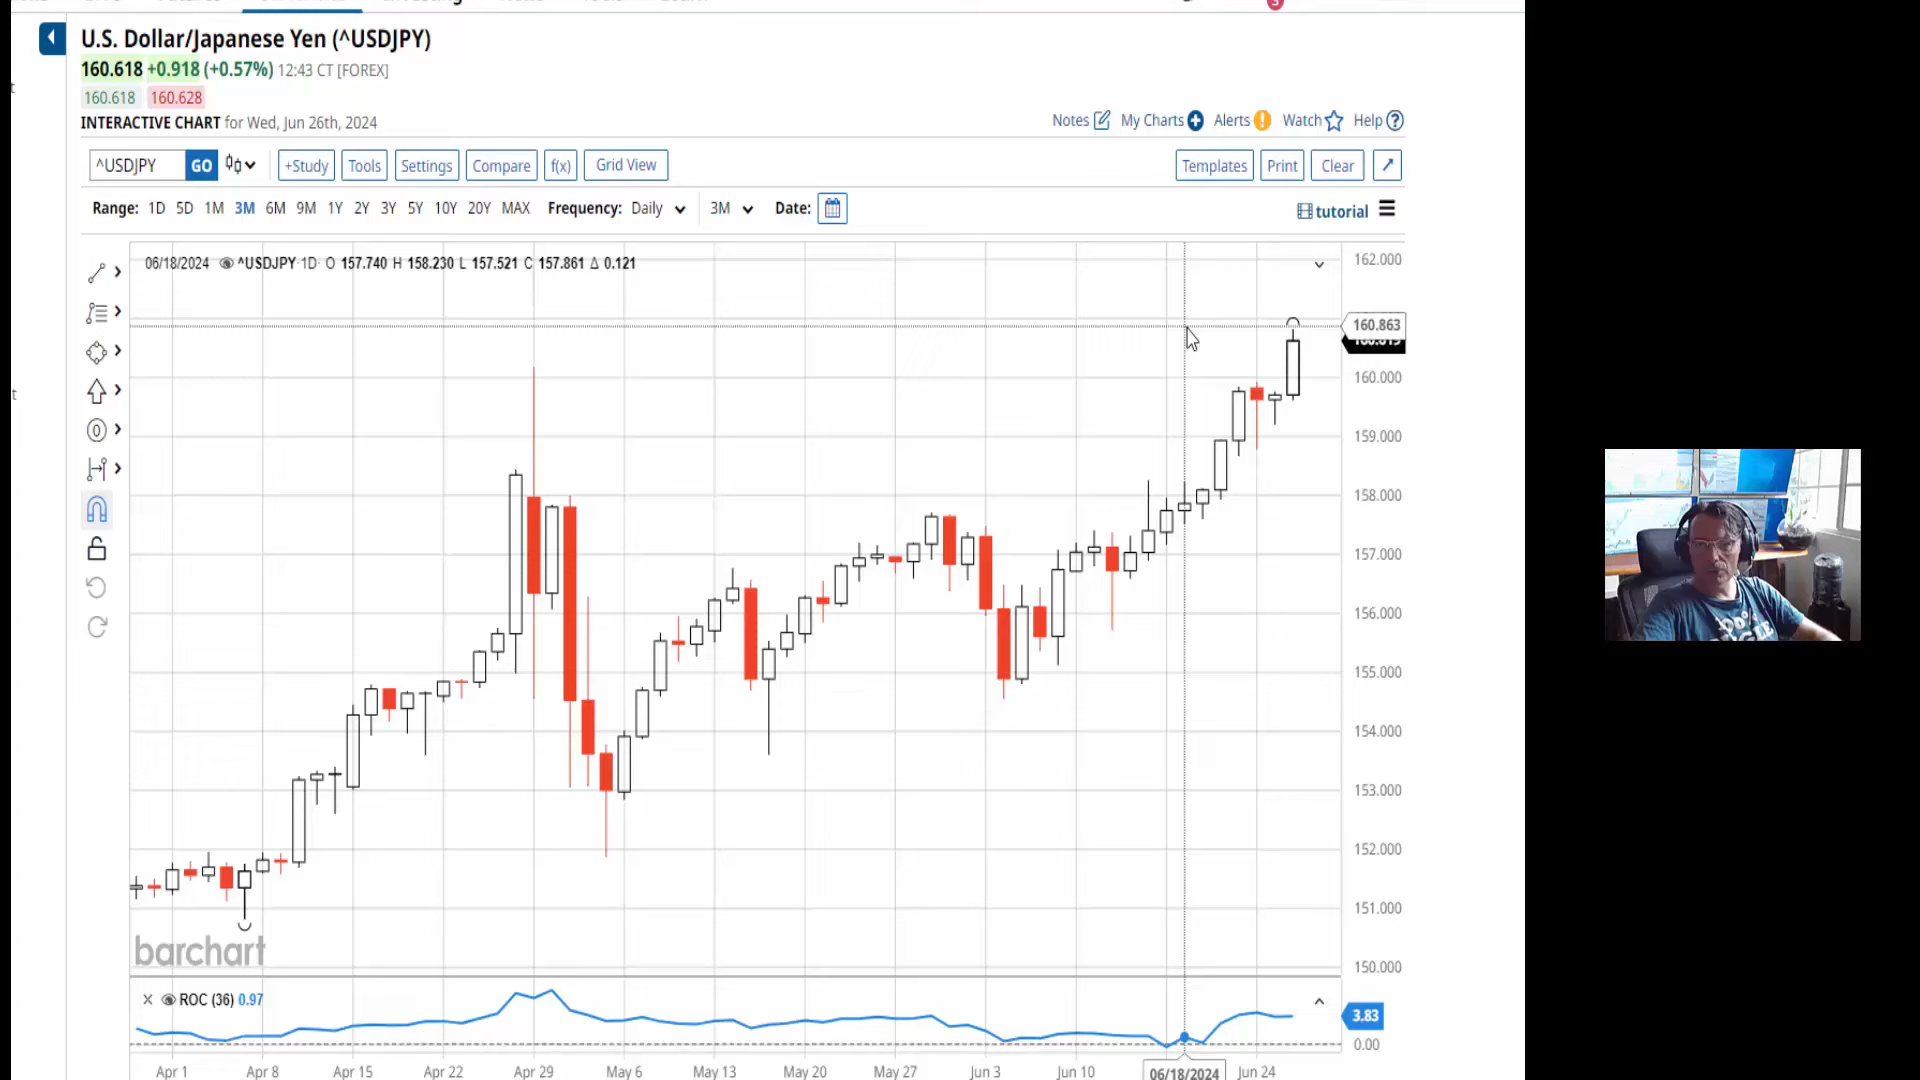 U.S. Dollar/Japanese Yen (^USDJPY)
160.618 +0.918 (+0.57%) 12:43 CT [FOREX]
160.618 160.628
INTERACTIVE CHART for Wed, Jun 26th, 2024
Notes My Charts Alerts Watch Help
^USDJPY GO +Study Tools Settings Compare f(x) Grid View Templates Print Clear
Range: 1D 5D 1M 3M 6M 9M 1Y 2Y 3Y 5Y 10Y 20Y MAX Frequency: Daily 3M Date: tutorial
06/18/2024 ^USDJPY·1D· O 157.740 H 158.230 L 157.521 C 157.861 Δ 0.121
162.000
160.863
160.000
159.000
158.000
157.000
156.000
155.000
154.000
153.000
152.000
151.000
150.000
barchart
X ROC (36) 0.97
3.83
0.00
Apr 1 Apr 8 Apr 15 Apr 22 Apr 29 May 6 May 13 May 20 May 27 Jun 3 Jun 10 06/18/2024 Jun 24